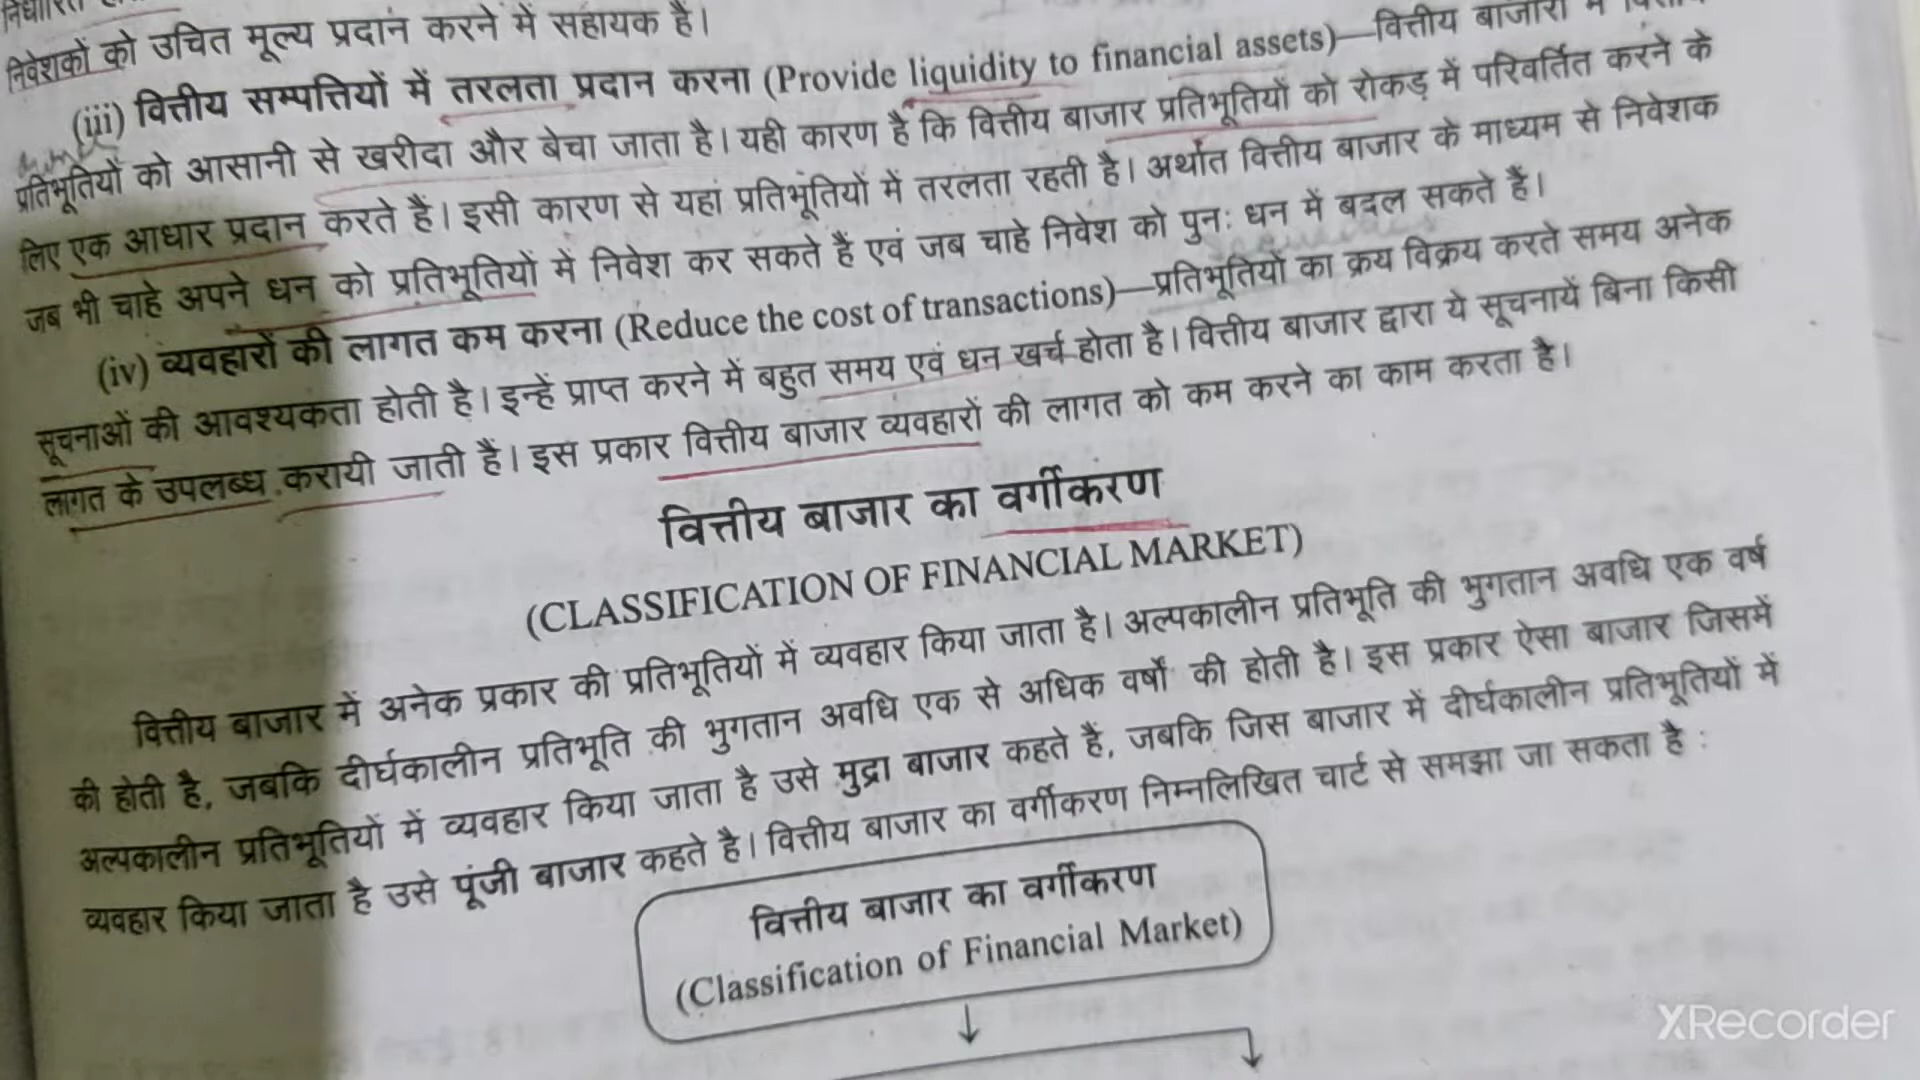 निर्धारित
निवेशकों को उचित मूल्य प्रदान करने में सहायक है।
(iii) वित्तीय सम्पत्तियों में तरलता प्रदान करना (Provide liquidity to financial assets)—वित्तीय बाजारों में
प्रतिभूतियों को आसानी से खरीदा और बेचा जाता है। यही कारण है कि वित्तीय बाजार प्रतिभूतियों को रोकड़ में परिवर्तित करने के
लिए एक आधार प्रदान करते हैं। इसी कारण से यहां प्रतिभूतियों में तरलता रहती है। अर्थात वित्तीय बाजार के माध्यम से निवेशक
जब भी चाहे अपने धन को प्रतिभूतियों में निवेश कर सकते हैं एवं जब चाहे निवेश को पुनः धन में बदल सकते हैं।
(iv) व्यवहारों की लागत कम करना (Reduce the cost of transactions)—प्रतिभूतियों का क्रय विक्रय करते समय अनेक
सूचनाओं की आवश्यकता होती है। इन्हें प्राप्त करने में बहुत समय एवं धन खर्च होता है। वित्तीय बाजार द्वारा ये सूचनायें बिना किसी
लागत के उपलब्ध करायी जाती हैं। इस प्रकार वित्तीय बाजार व्यवहारों की लागत को कम करने का काम करता है।
वित्तीय बाजार का वर्गीकरण
(CLASSIFICATION OF FINANCIAL MARKET)
वित्तीय बाजार में अनेक प्रकार की प्रतिभूतियों में व्यवहार किया जाता है। अल्पकालीन प्रतिभूति की भुगतान अवधि एक वर्ष
की होती है, जबकि दीर्घकालीन प्रतिभूति की भुगतान अवधि एक से अधिक वर्षों की होती है। इस प्रकार ऐसा बाजार जिसमें
अल्पकालीन प्रतिभूतियों में व्यवहार किया जाता है उसे मुद्रा बाजार कहते हैं, जबकि जिस बाजार में दीर्घकालीन प्रतिभूतियों में
व्यवहार किया जाता है उसे पूंजी बाजार कहते है। वित्तीय बाजार का वर्गीकरण निम्नलिखित चार्ट से समझा जा सकता है :
वित्तीय बाजार का वर्गीकरण
(Classification of Financial Market)
XRecorder